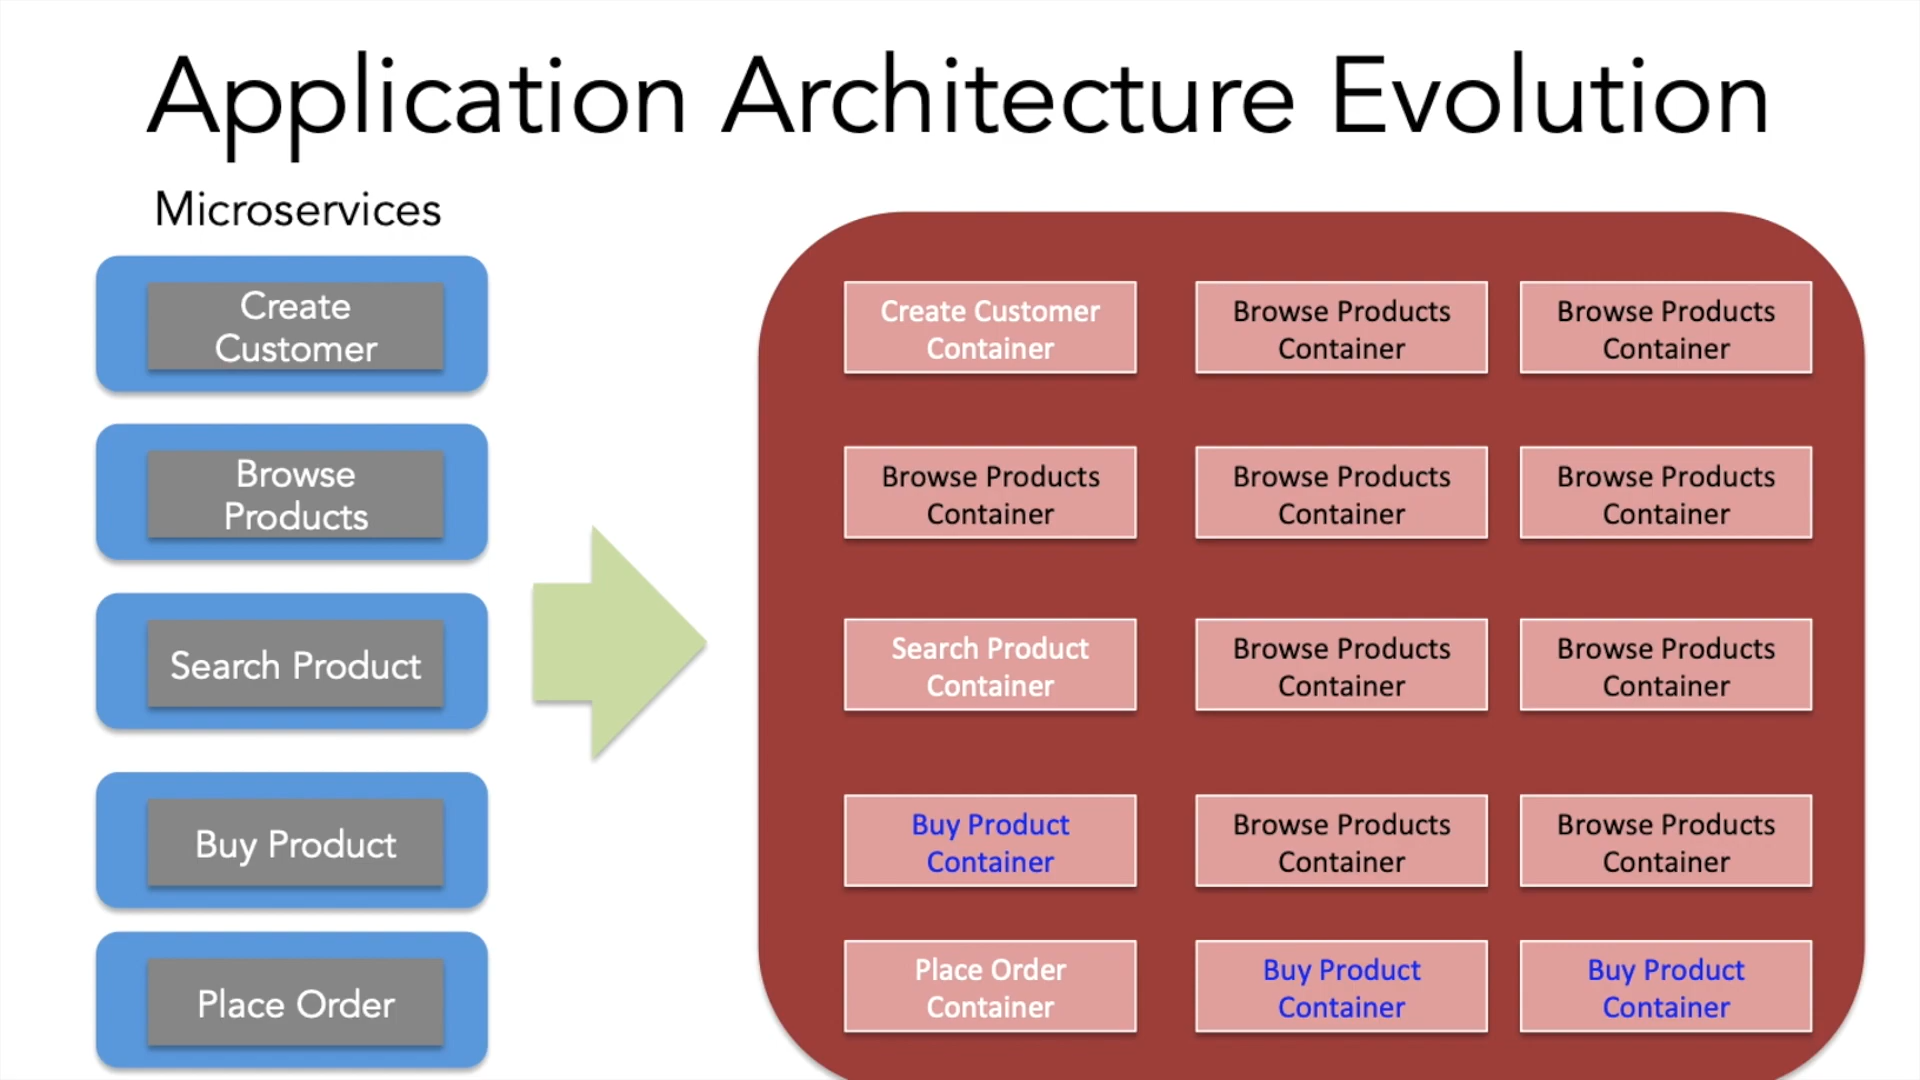 Application Architecture Evolution
Microservices
Create
Customer
Browse
Products
Search Product
Buy Product
Place Order
Create Customer
Container
Browse Products
Container
Browse Products
Container
Browse Products
Container
Browse Products
Container
Browse Products
Container
Search Product
Container
Browse Products
Container
Browse Products
Container
Buy Product
Container
Browse Products
Container
Browse Products
Container
Place Order
Container
Buy Product
Container
Buy Product
Container